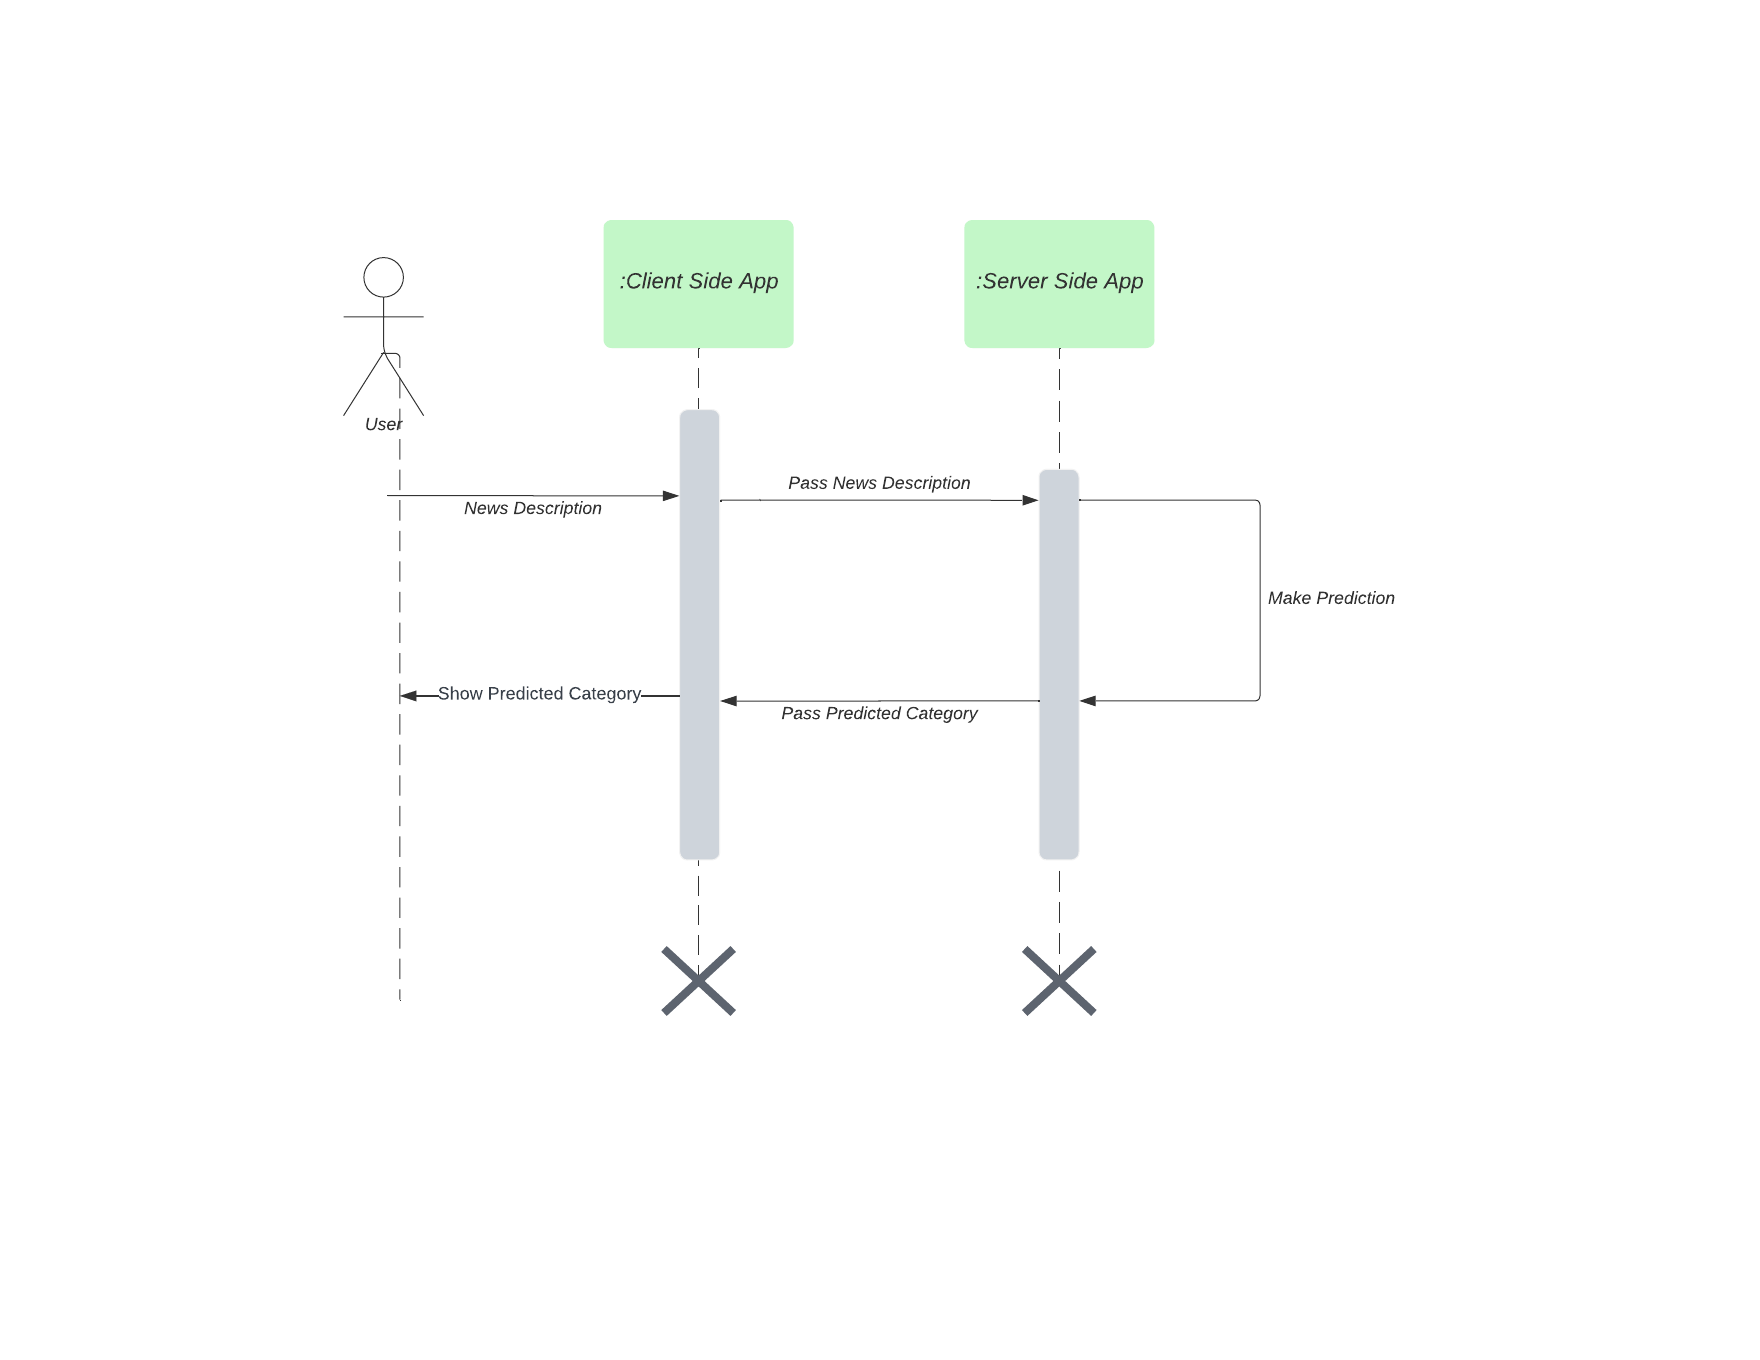 :Client Side App
:Server Side App
User
Pass News Description
News Description
Make Prediction
Show Predicted Category
Pass Predicted Category